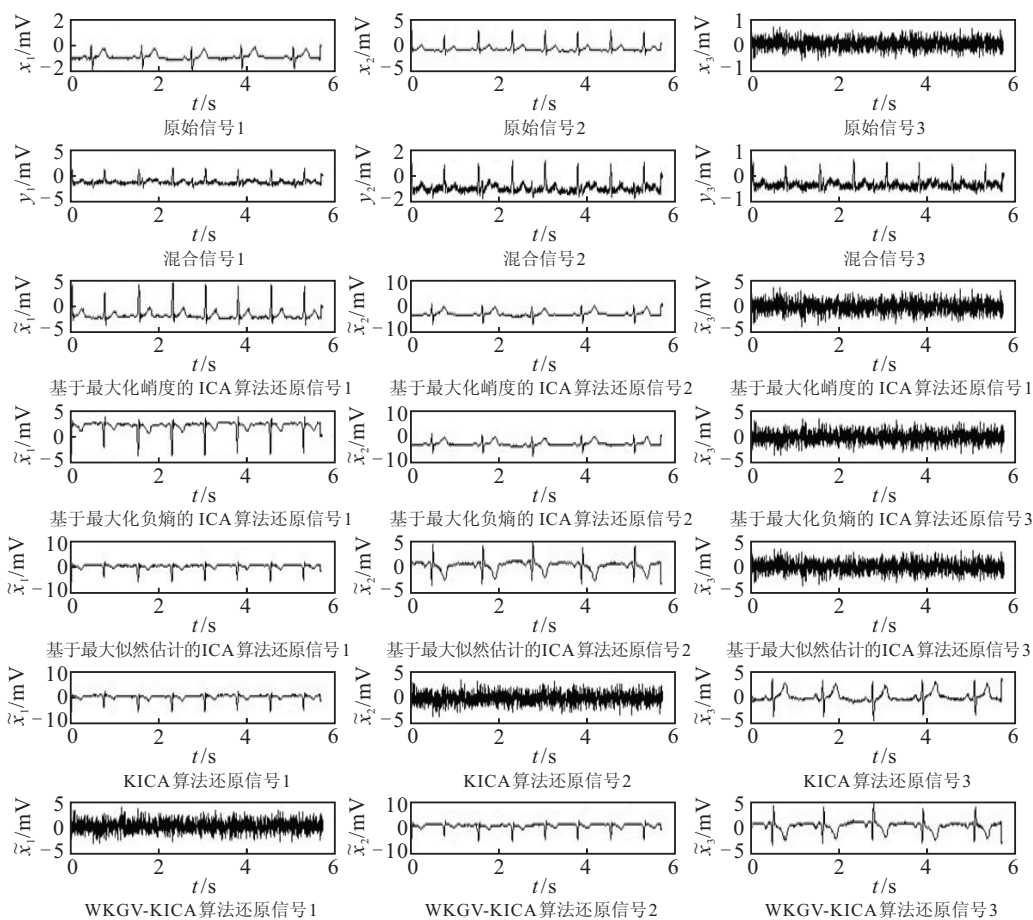 x₁/mV
2
0
−2
0
2
4
6
t/s
原始信号1
x₂/mV
5
0
−5
0
2
4
6
t/s
原始信号2
x₃/mV
1
0
−1
0
2
4
6
t/s
原始信号3
y₁/mV
5
0
−5
0
2
4
6
t/s
混合信号1
y₂/mV
2
0
−2
0
2
4
6
t/s
混合信号2
y₃/mV
1
0
−1
0
2
4
6
t/s
混合信号3
x̃₁/mV
5
0
−5
0
2
4
6
t/s
基于最大化峭度的 ICA算法还原信号1
x̃₂/mV
10
0
−10
0
2
4
6
t/s
基于最大化峭度的 ICA算法还原信号2
x̃₃/mV
5
0
−5
0
2
4
6
t/s
基于最大化峭度的 ICA算法还原信号1
x̃₁/mV
5
0
−5
0
2
4
6
t/s
基于最大化负熵的 ICA算法还原信号1
x̃₂/mV
10
0
−10
0
2
4
6
t/s
基于最大化负熵的 ICA算法还原信号2
x̃₃/mV
5
0
−5
0
2
4
6
t/s
基于最大化负熵的 ICA算法还原信号3
x̃₁/mV
10
0
−10
0
2
4
6
t/s
基于最大似然估计的ICA算法还原信号1
x̃₂/mV
5
0
−5
0
2
4
6
t/s
基于最大似然估计的ICA算法还原信号2
x̃₃/mV
5
0
−5
0
2
4
6
t/s
基于最大似然估计的ICA算法还原信号3
x̃₁/mV
10
0
−10
0
2
4
6
t/s
KICA算法还原信号1
x̃₂/mV
5
0
−5
0
2
4
6
t/s
KICA算法还原信号2
x̃₃/mV
5
0
−5
0
2
4
6
t/s
KICA算法还原信号3
x̃₁/mV
5
0
−5
0
2
4
6
t/s
WKGV-KICA算法还原信号1
x̃₂/mV
10
0
−10
0
2
4
6
t/s
WKGV-KICA算法还原信号2
x̃₃/mV
5
0
−5
0
2
4
6
t/s
WKGV-KICA算法还原信号3